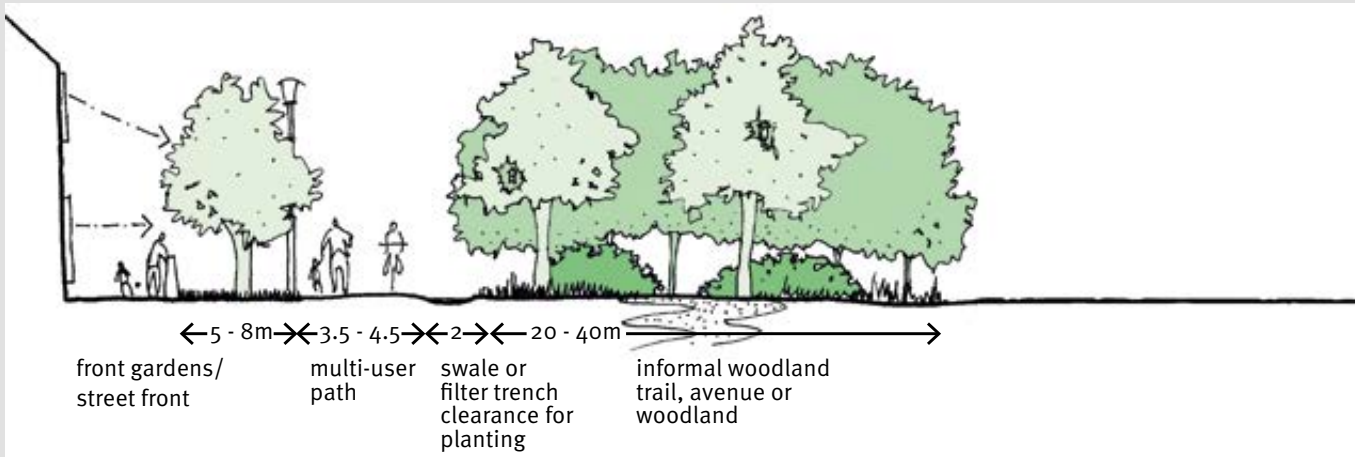 5 - 8m 3.5 - 4.5 2 20 - 40m
front gardens/
street front
multi-user
path
swale or
filter trench
clearance for
planting
informal woodland
trail, avenue or
woodland